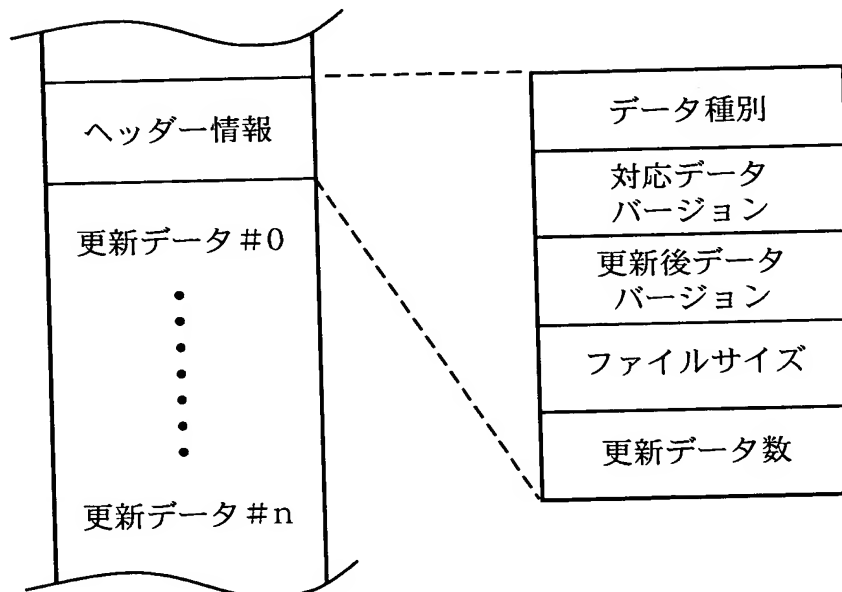 ヘッダー情報
更新データ#0
更新データ#n
データ種別
対応データ
バージョン
更新後データ
バージョン
ファイルサイズ
更新データ数